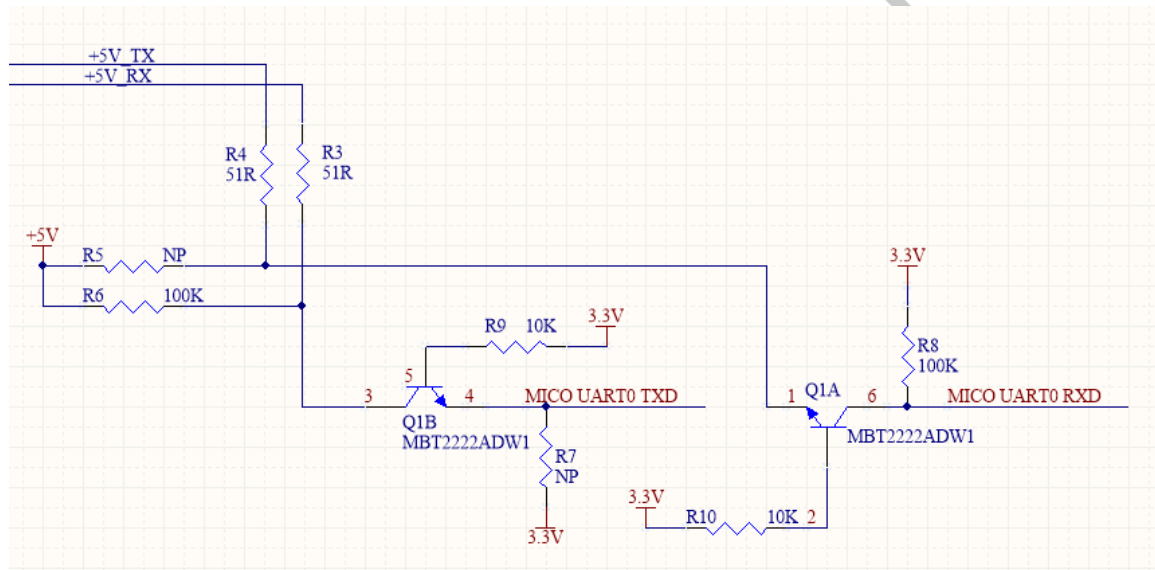 +5V_TX
+5V_RX
R4
51R
R3
51R
+5V
R5 NP
R6 100K
3.3V
R9 10K
3.3V
R8
100K
5
3
4
MICO UART0 TXD
Q1B
MBT2222ADW1
R7
NP
3.3V
1
Q1A
6
MICO UART0 RXD
MBT2222ADW1
3.3V
R10 10K 2